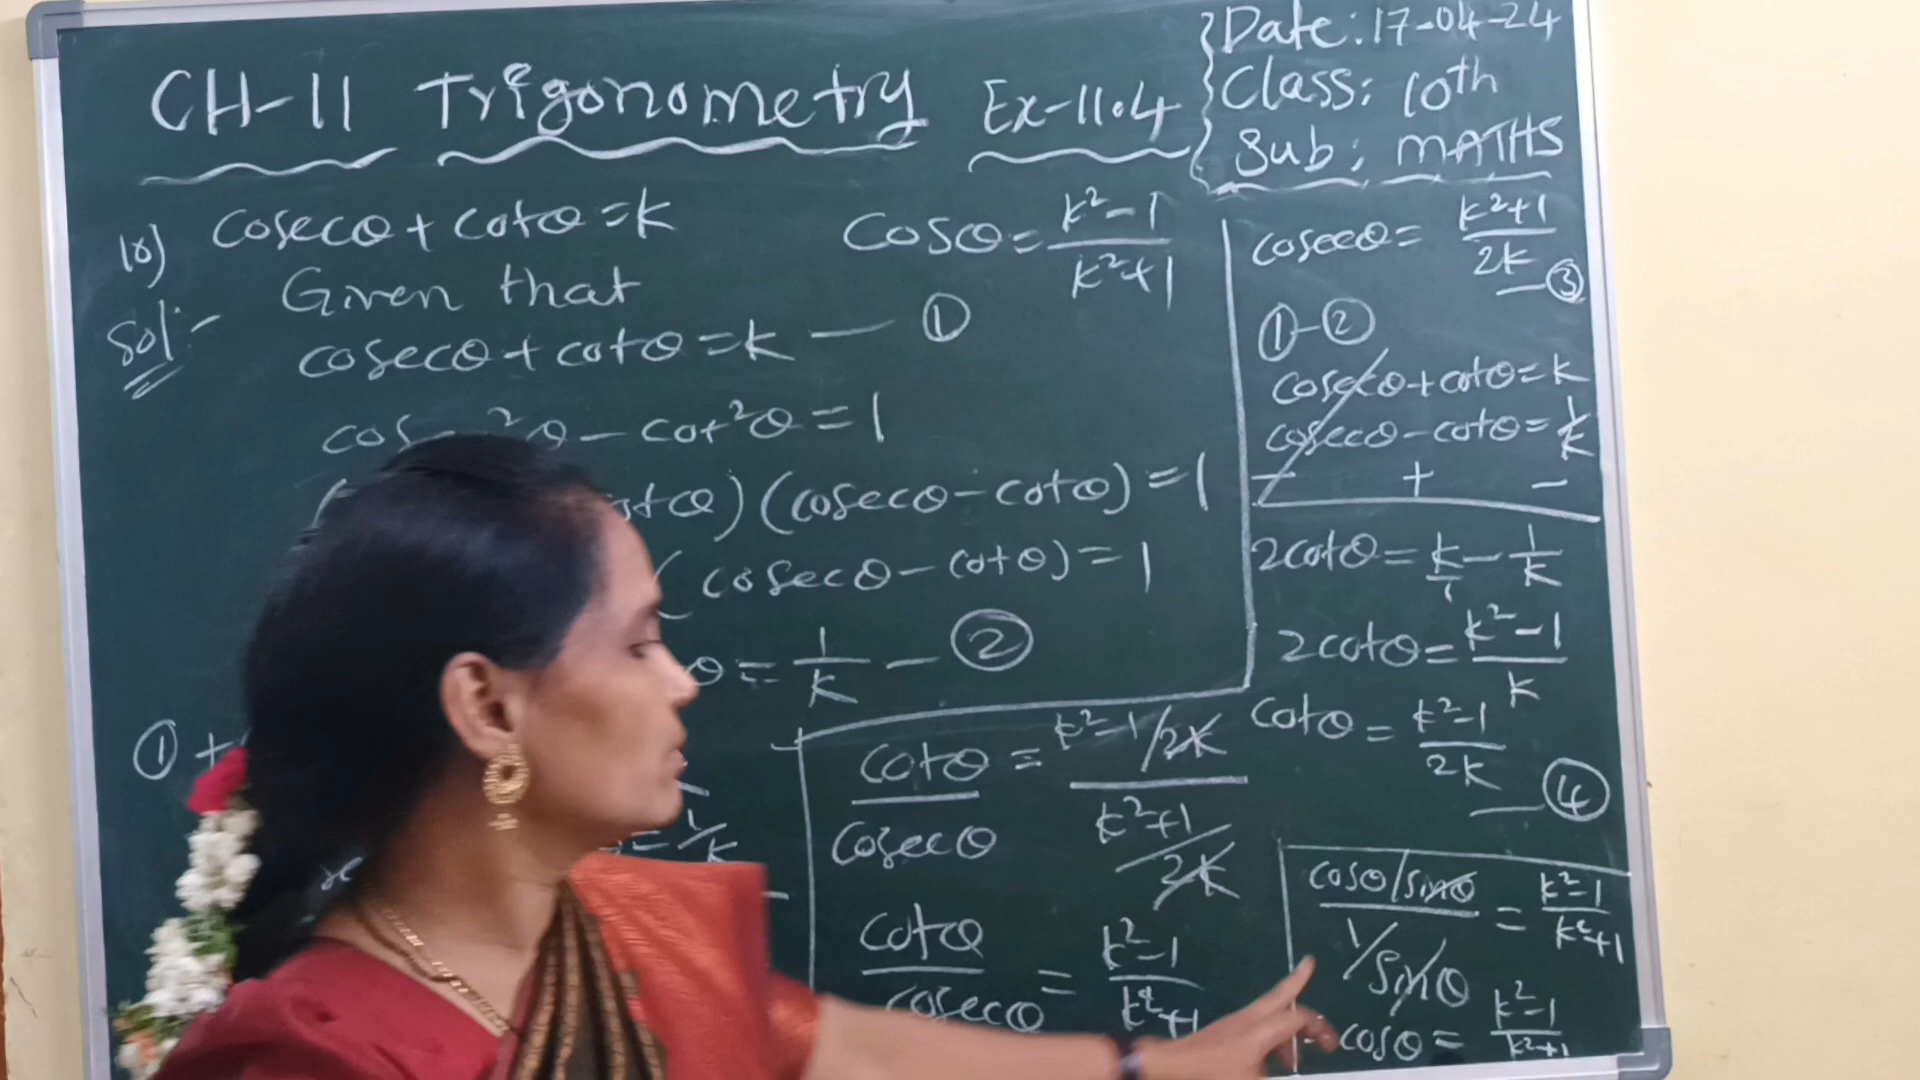 CH-11 Trigonometry Ex-11.4
Date: 17-04-24
Class: 10th
Sub: MATHS
10) cosecθ + cotθ = k
cosθ = k²-1/k²+1
Sol:- Given that
cosecθ + cotθ = k — ①
cos ²θ - cot²θ = 1
( otθ) (cosecθ - cotθ) = 1
(cosecθ - cotθ) = 1
θ = 1/k — ②
① +
= 1/k
cotθ/cosecθ = k²-1/2k / k²+1/2k
cotθ/cosecθ = k²-1/k²+1
cosecθ = k²+1/2k — ③
① - ②
cosecθ + cotθ = k
cosecθ - cotθ = 1/k
- + -
2cotθ = k/1 - 1/k
2cotθ = k²-1/k
cotθ = k²-1/2k — ④
cosθ/sinθ / 1/sinθ = k²-1/k²+1
cosθ = k²-1/k²+1